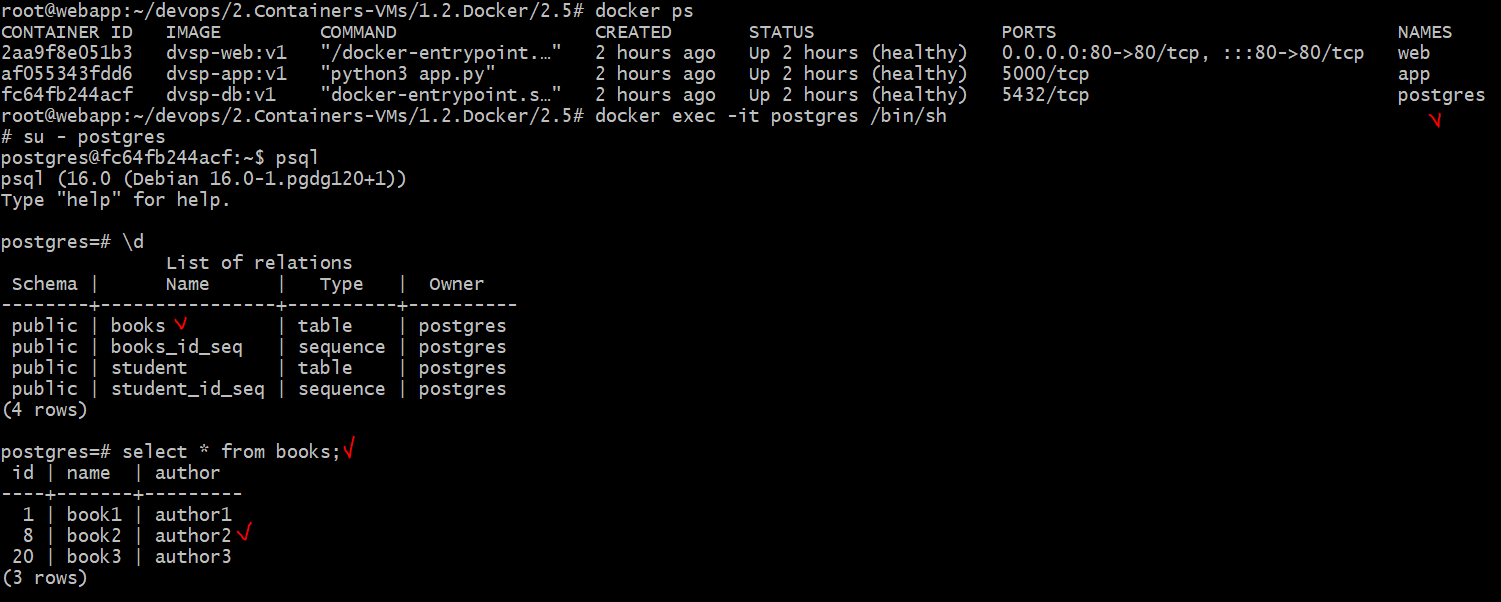 root@webapp:~/devops/2.Containers-VMs/1.2.Docker/2.5# docker ps
CONTAINER ID   IMAGE         COMMAND                  CREATED       STATUS                 PORTS                               NAMES
2aa9f8e051b3   dvsp-web:v1   "/docker-entrypoint.…"   2 hours ago   Up 2 hours (healthy)   0.0.0.0:80->80/tcp, :::80->80/tcp   web
af055343fdd6   dvsp-app:v1   "python3 app.py"         2 hours ago   Up 2 hours (healthy)   5000/tcp                            app
fc64fb244acf   dvsp-db:v1    "docker-entrypoint.s…"   2 hours ago   Up 2 hours (healthy)   5432/tcp                            postgres
root@webapp:~/devops/2.Containers-VMs/1.2.Docker/2.5# docker exec -it postgres /bin/sh
# su - postgres
postgres@fc64fb244acf:~$ psql
psql (16.0 (Debian 16.0-1.pgdg120+1))
Type "help" for help.

postgres=# \d
               List of relations
 Schema |      Name      |   Type   |  Owner
--------+----------------+----------+----------
 public | books          | table    | postgres
 public | books_id_seq   | sequence | postgres
 public | student        | table    | postgres
 public | student_id_seq | sequence | postgres
(4 rows)

postgres=# select * from books;
 id | name  | author
----+-------+---------
  1 | book1 | author1
  8 | book2 | author2
 20 | book3 | author3
(3 rows)